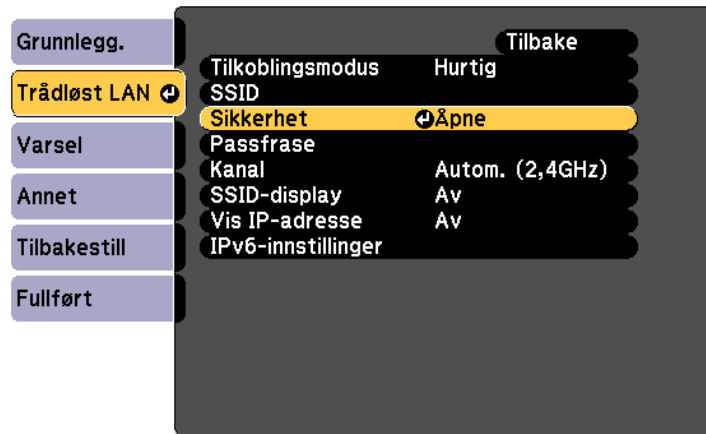 Grunnlegg.
Trådløst LAN
Varsel
Annet
Tilbakestill
Fullført
Tilbake
Tilkoblingsmodus Hurtig
SSID
Sikkerhet Åpne
Passfrase
Kanal Autom. (2,4GHz)
SSID-display Av
Vis IP-adresse Av
IPv6-innstillinger